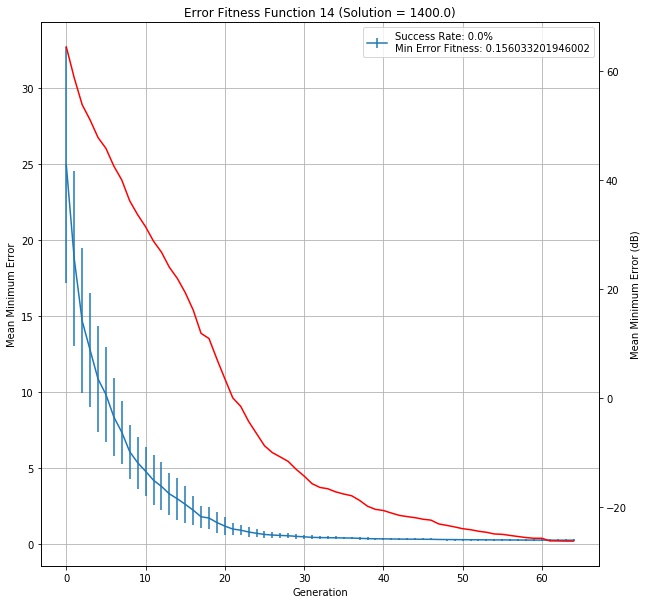 Error Fitness Function 14 (Solution = 1400.0)
Success Rate: 0.0%
Min Error Fitness: 0.156033201946002
Mean Minimum Error
30
25
20
15
10
5
0
60
40
20
0
−20
Mean Minimum Error (dB)
0 10 20 30 40 50 60
Generation